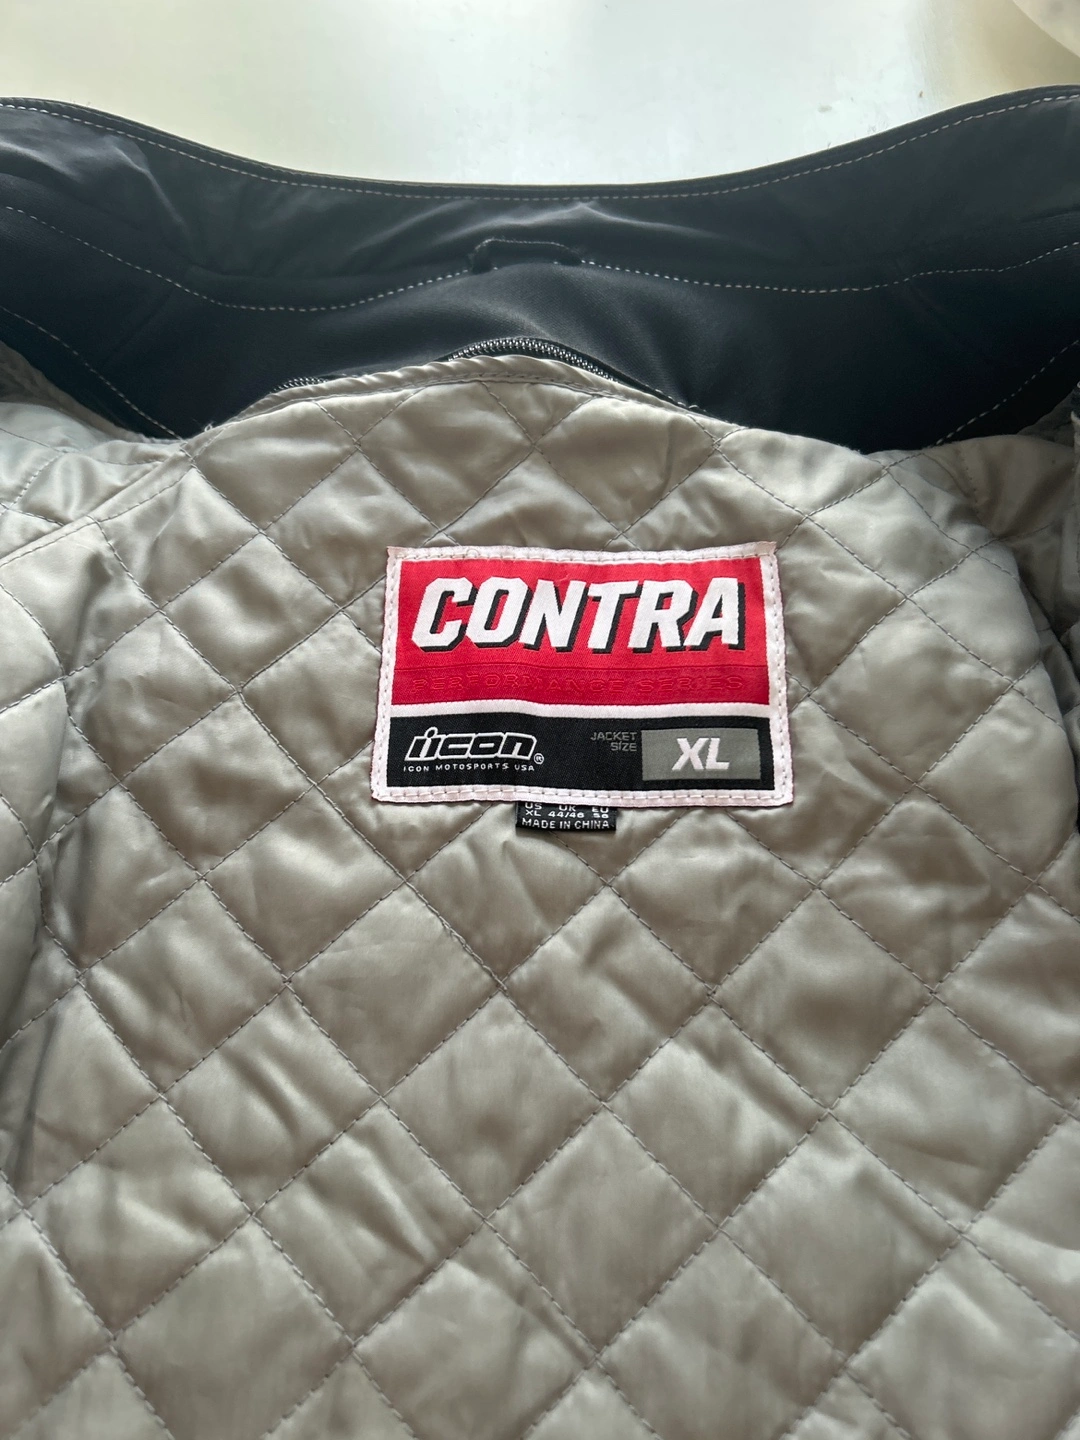 CONTRA
PERFORMANCE SERIES
iicon®
ICON MOTOSPORTS USA
JACKET
SIZE
XL
US UK EU
XL 44/46 56
MADE IN CHINA